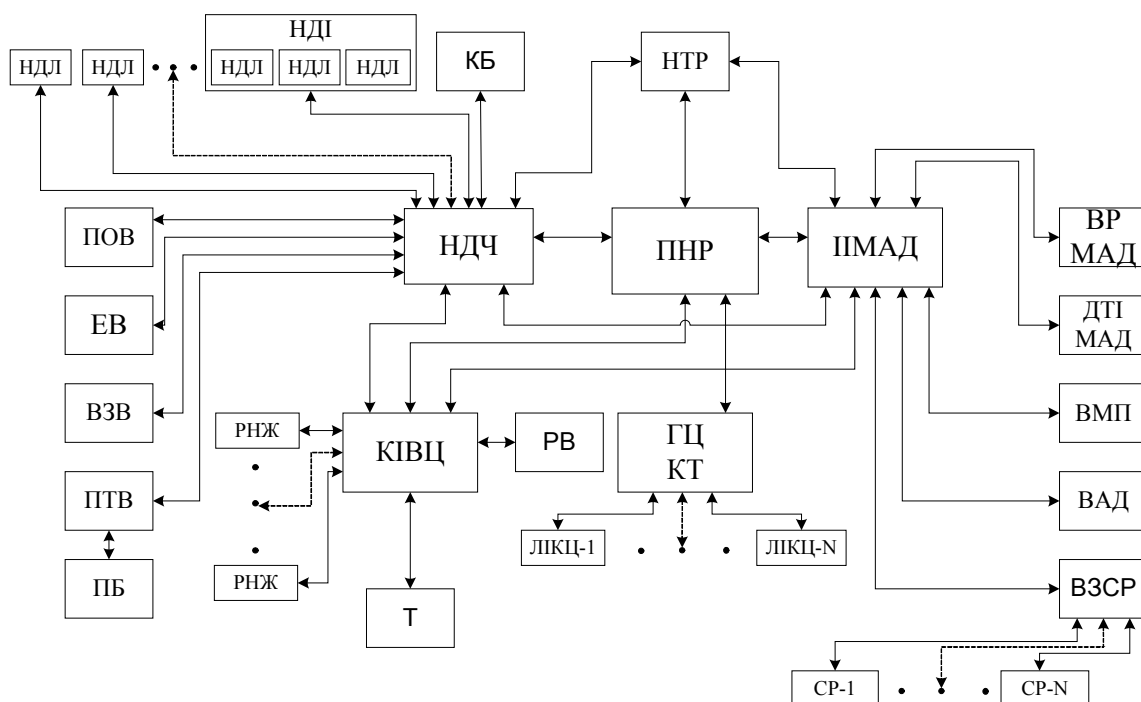 НДІ
НДЛ
НДЛ
НДЛ
НДЛ
НДЛ
КБ
НТР
ПОВ
НДЧ
ПНР
ІІМАД
ВР
МАД
ЕВ
ДТІ
МАД
ВЗВ
РНЖ
КІВЦ
РВ
ГЦ
КТ
ВМП
ПТВ
ВАД
ЛІКЦ-1
ЛІКЦ-N
ПБ
РНЖ
Т
ВЗСР
СР-1
СР-N